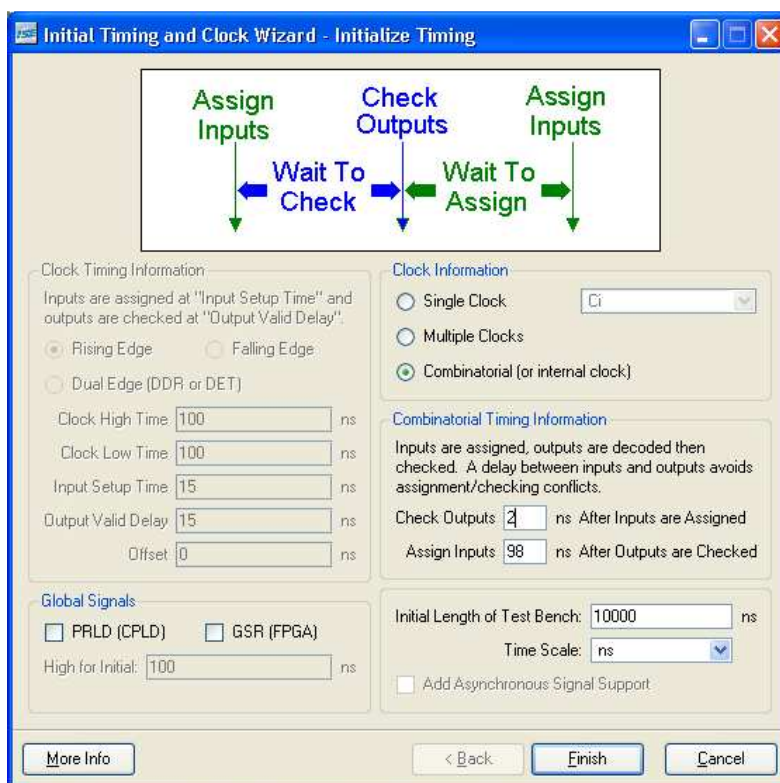 ISE Initial Timing and Clock Wizard - Initialize Timing
Assign Inputs
Check Outputs
Assign Inputs
Wait To Check
Wait To Assign
Clock Timing Information
Inputs are assigned at "Input Setup Time" and
outputs are checked at "Output Valid Delay".
Rising Edge Falling Edge
Dual Edge (DDR or DET)
Clock High Time 100 ns
Clock Low Time 100 ns
Input Setup Time 15 ns
Output Valid Delay 15 ns
Offset 0 ns
Global Signals
PRLD (CPLD) GSR (FPGA)
High for Initial: 100 ns
Clock Information
Single Clock Ci
Multiple Clocks
Combinatorial (or internal clock)
Combinatorial Timing Information
Inputs are assigned, outputs are decoded then
checked. A delay between inputs and outputs avoids
assignment/checking conflicts.
Check Outputs 2 ns After Inputs are Assigned
Assign Inputs 98 ns After Outputs are Checked
Initial Length of Test Bench: 10000 ns
Time Scale: ns
Add Asynchronous Signal Support
More Info
< Back
Finish
Cancel